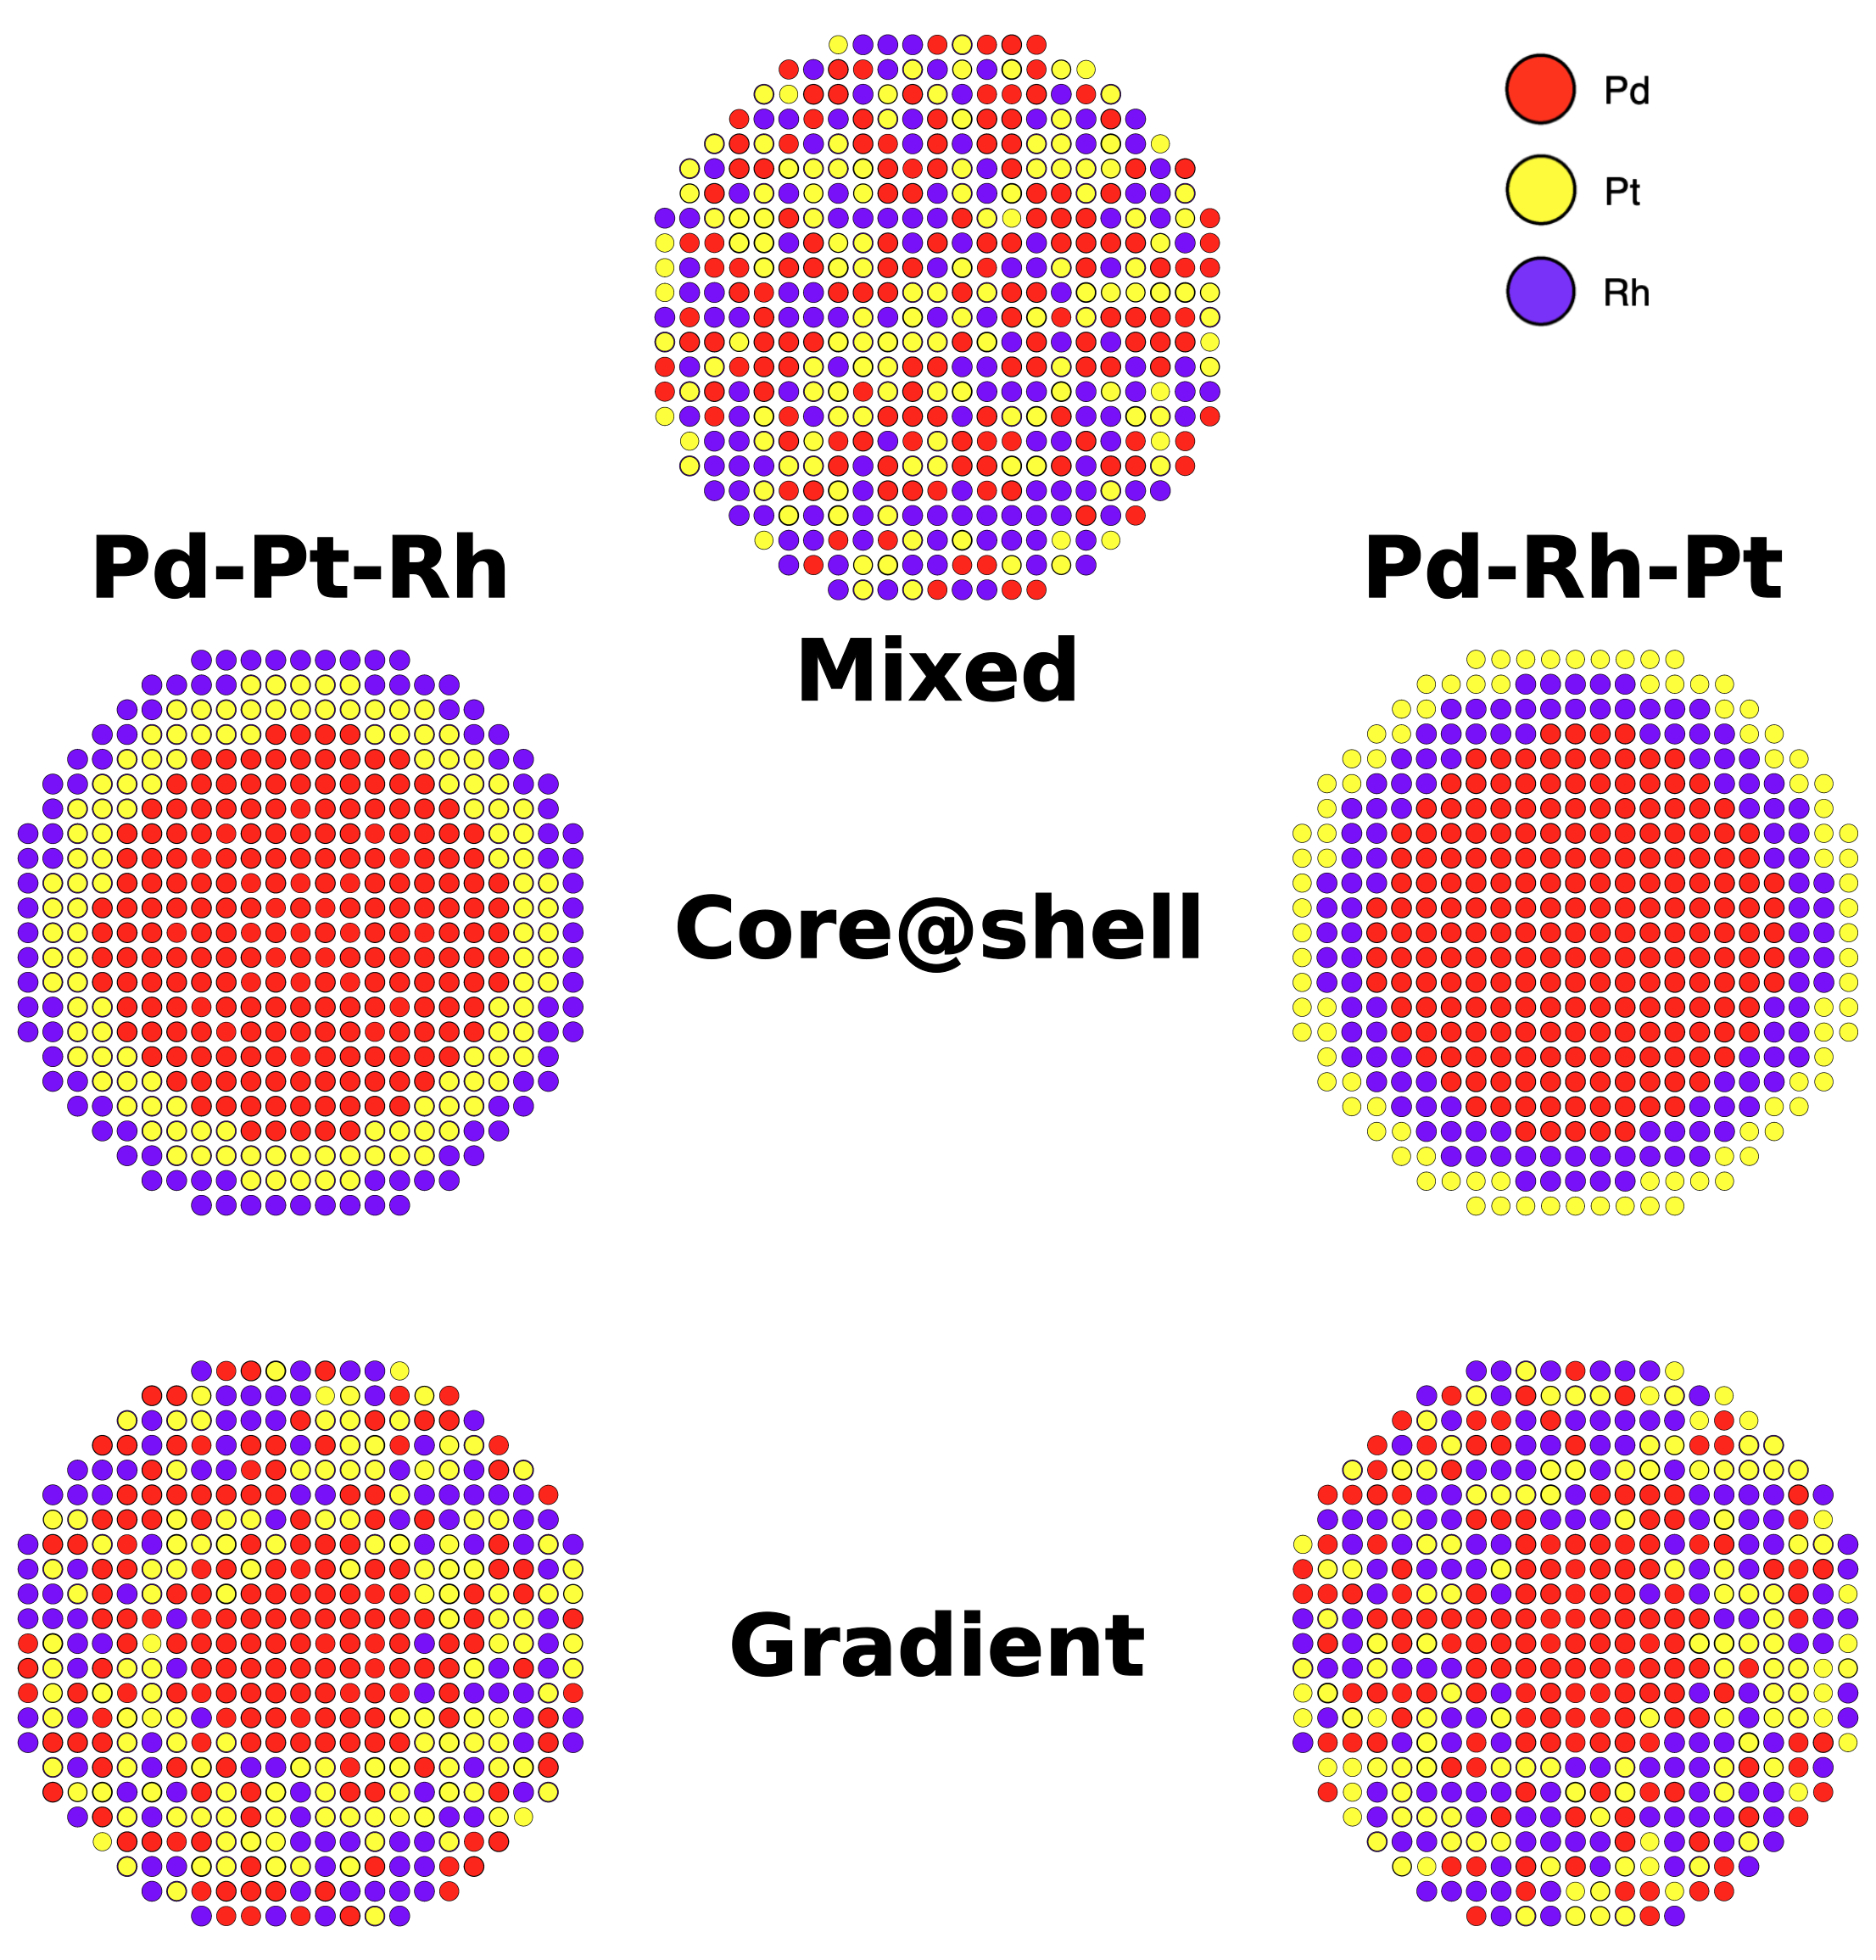 Pd
Pt
Rh
Pd-Pt-Rh
Pd-Rh-Pt
Mixed
Core@shell
Gradient